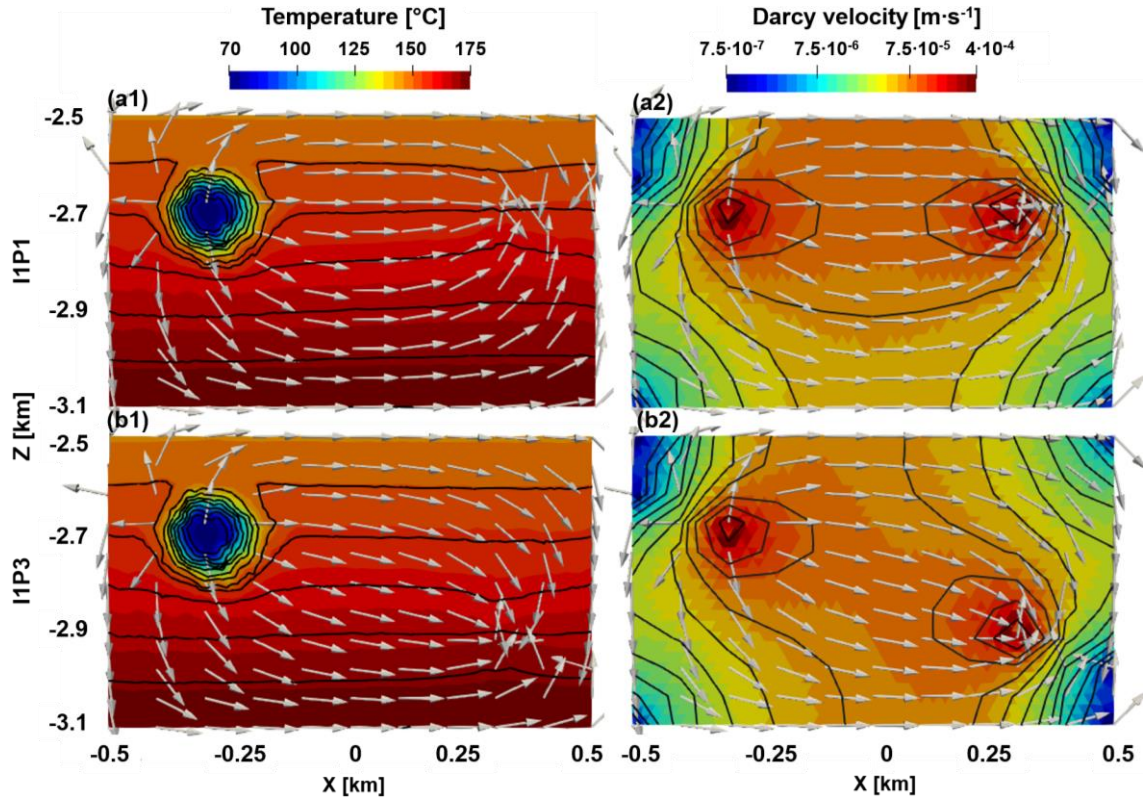 Temperature [°C]
Darcy velocity [m·s⁻¹]
70 100 125 150 175
7.5·10⁻⁷ 7.5·10⁻⁶ 7.5·10⁻⁵ 4·10⁻⁴
(a1) (a2)
-2.5
-2.7
I1P1
-2.9
-3.1
Z [km]
(b1) (b2)
-2.5
-2.7
I1P3
-2.9
-3.1
-0.5 -0.25 0 0.25 0.5 -0.5 -0.25 0 0.25 0.5
X [km] X [km]